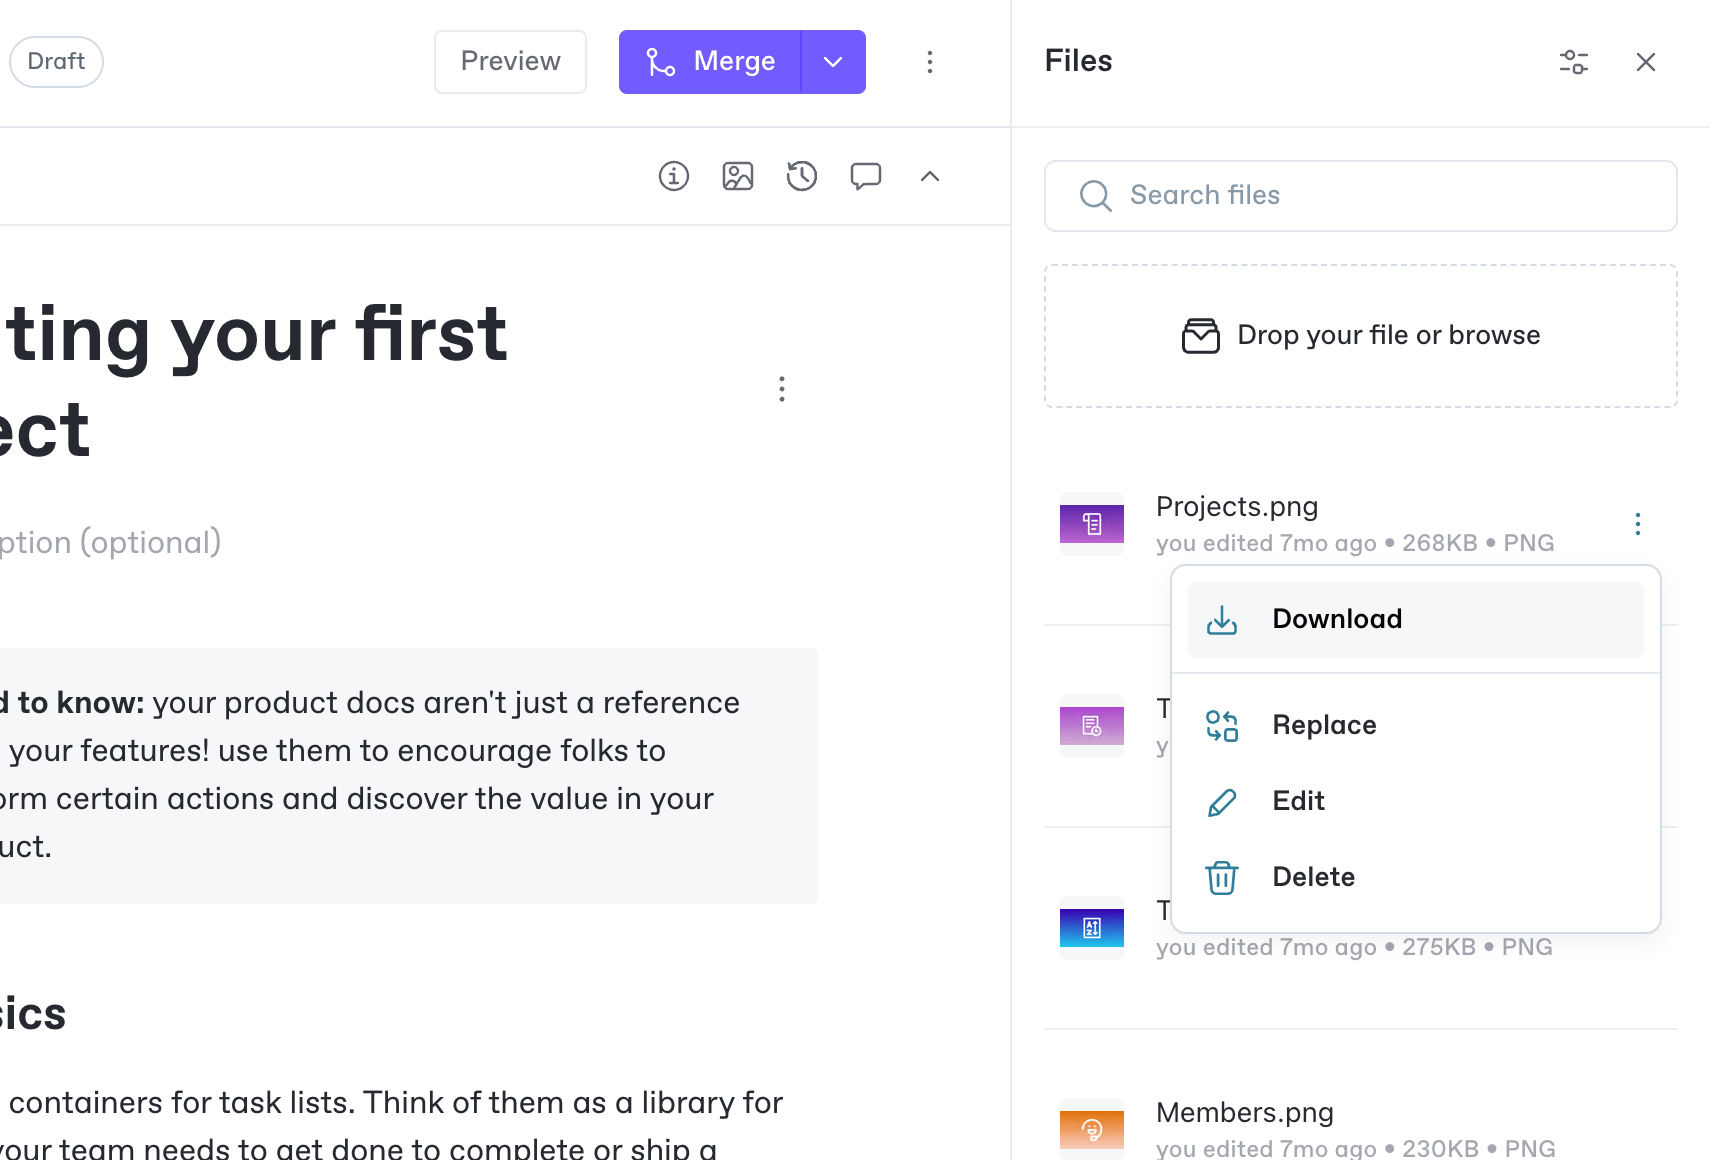 Draft
Preview
Merge
Files
Search files
Drop your file or browse
ting your first
ect
ption (optional)
d to know: your product docs aren't just a reference
your features! use them to encourage folks to
orm certain actions and discover the value in your
uct.
sics
containers for task lists. Think of them as a library for
your team needs to get done to complete or ship a
Projects.png
you edited 7mo ago • 268KB • PNG
Download
Replace
Edit
Delete
T
y
T
you edited 7mo ago • 275KB • PNG
Members.png
you edited 7mo ago • 230KB • PNG